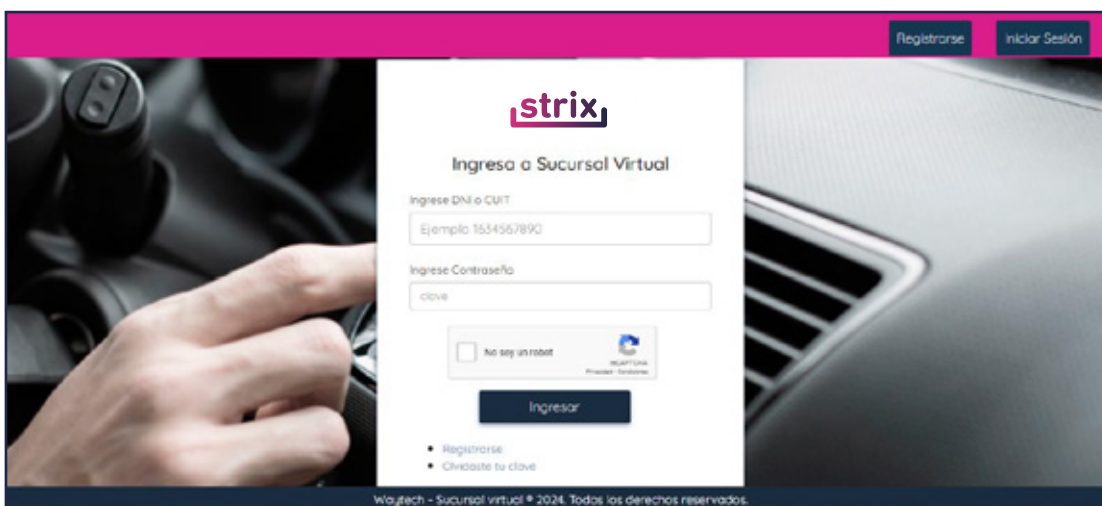 Registrarse
Iniciar Sesión
strix
Ingresa a Sucursal Virtual
Ingrese DNI o CUIT
Ejemplo 1634567890
Ingrese Contraseña
clave
No soy un robot
reCAPTCHA
Privacidad - Condiciones
Ingresar
Registrarse
Olvidaste tu clave
Waytech - Sucursal virtual ® 2024. Todos los derechos reservados.